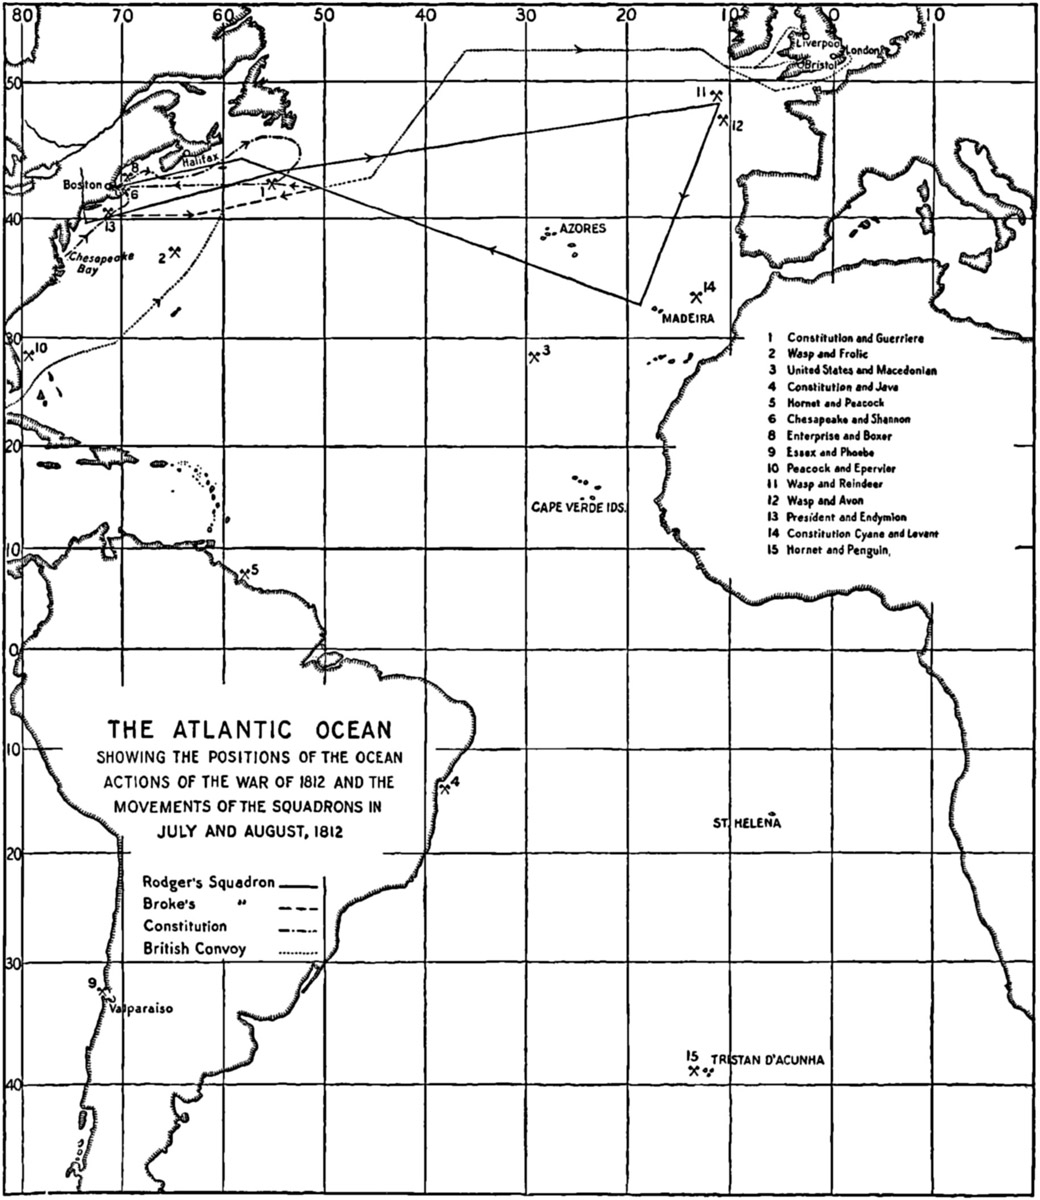 80 70 60 50 40 30 20 10 0 10
Liverpool
London
Bristol
50
11
12
Halifax
8
Boston
6
1
13
40
AZORES
Chesapeake
Bay
2
14
MADEIRA
30
10
3
1 Constitution and Guerriere
2 Wasp and Frolic
3 United States and Macedonian
4 Constitution and Java
5 Hornet and Peacock
6 Chesapeake and Shannon
8 Enterprise and Boxer
9 Essex and Phoebe
10 Peacock and Epervier
11 Wasp and Reindeer
12 Wasp and Avon
13 President and Endymion
14 Constitution Cyane and Levant
15 Hornet and Penguin,
20
CAPE VERDE IDS.
10
5
0
THE ATLANTIC OCEAN
SHOWING THE POSITIONS OF THE OCEAN
ACTIONS OF THE WAR OF 1812 AND THE
MOVEMENTS OF THE SQUADRONS IN
JULY AND AUGUST, 1812
10
4
ST. HELENA
20
Rodger's Squadron
Broke's "
Constitution
British Convoy
30
9
Valparaiso
15 TRISTAN D'ACUNHA
40